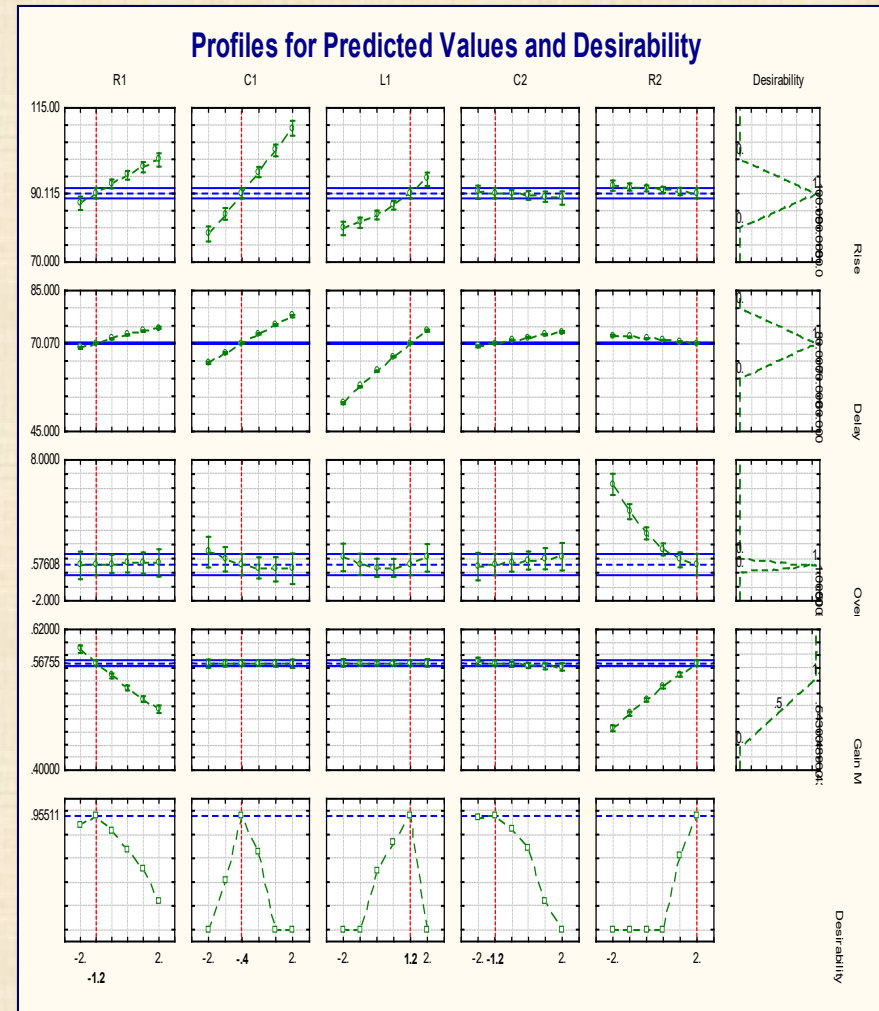 Profiles for Predicted Values and Desirability
R1 C1 L1 C2 R2 Desirability
115.00
90.115
70.000
Rise
85.000
70.070
45.000
Delay
8.0000
.57608
-2.000
.62000
.56755
.40000
.5
Gain M
.95511
Desirability
-2. 2. -2. 2. -2. 2. -2. -1.2 2. -2. 2.
-1.2 -.4 1.2